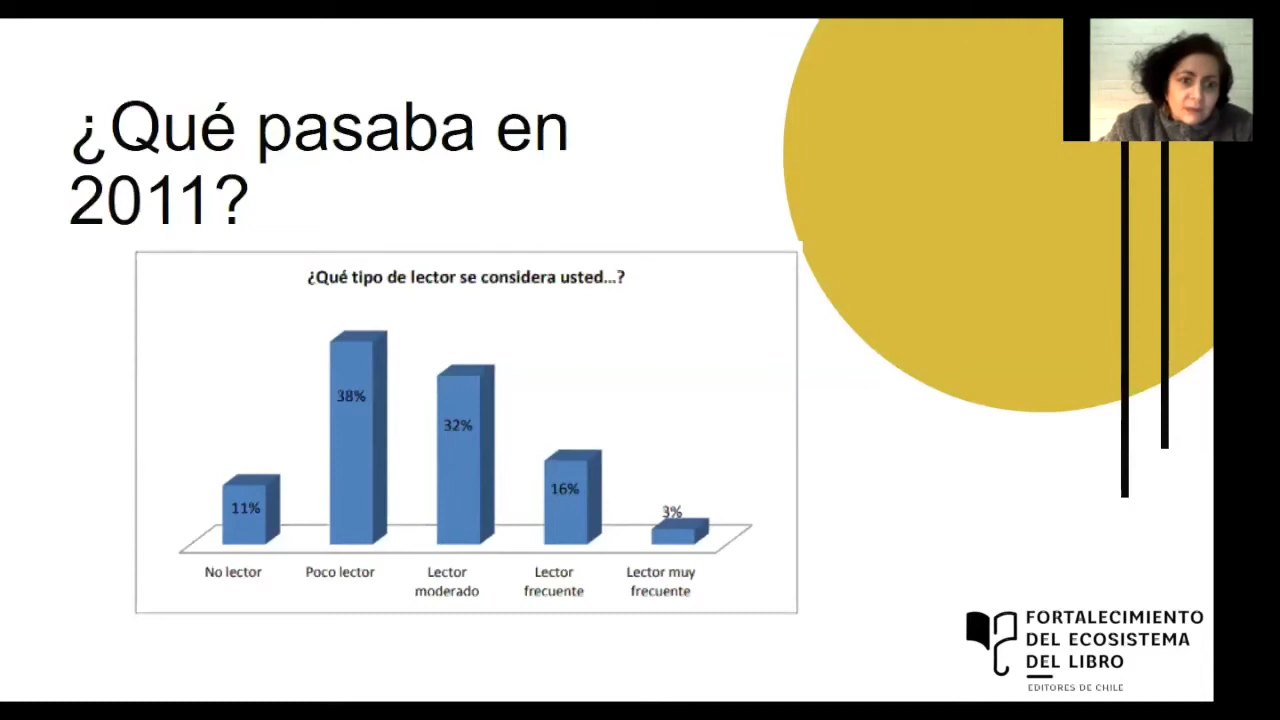 ¿Qué pasaba en
2011?
¿Qué tipo de lector se considera usted...?
11%
38%
32%
16%
3%
No lector
Poco lector
Lector
moderado
Lector
frecuente
Lector muy
frecuente
FORTALECIMIENTO
DEL ECOSISTEMA
DEL LIBRO
EDITORES DE CHILE